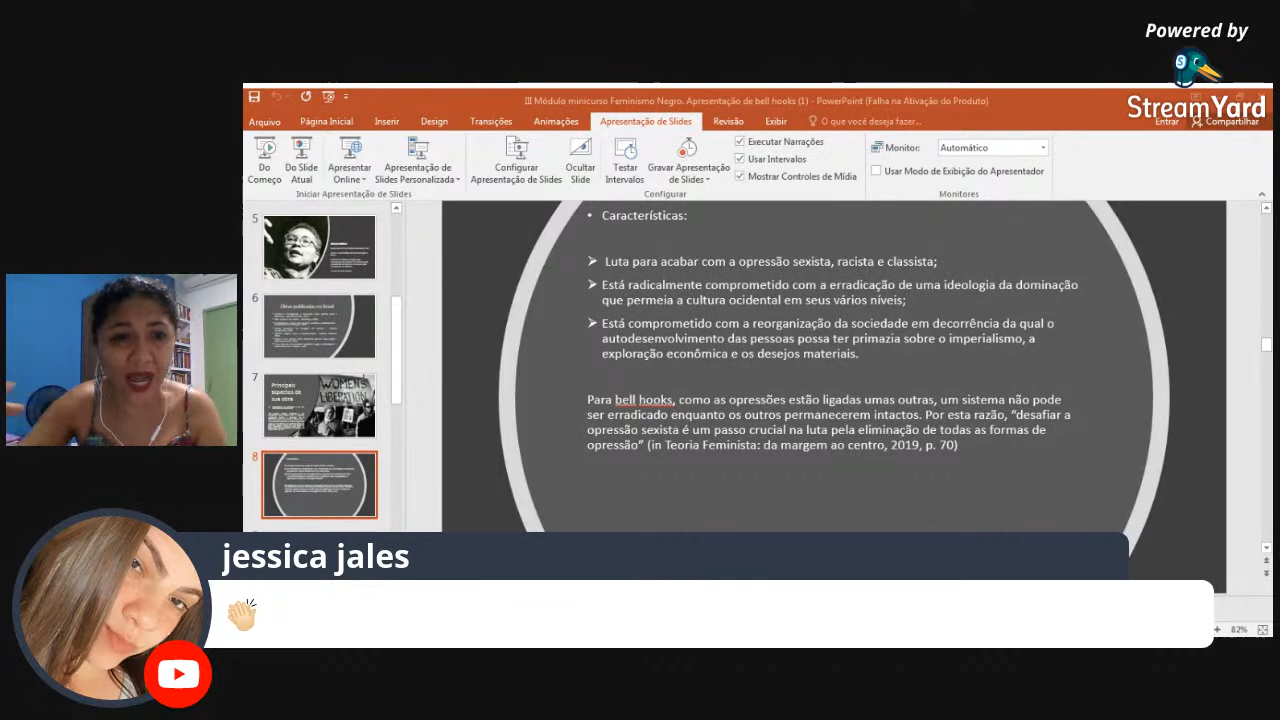 Powered by
StreamYard
III Módulo minicurso Feminismo Negro. Apresentação de bell hooks (1) - PowerPoint (Falha na Ativação do Produto)
Arquivo Página Inicial Inserir Design Transições Animações Apresentação de Slides Revisão Exibir O que você deseja fazer... Entrar Compartilhar
Do Começo
Do Slide Atual
Apresentar Online
Apresentação de Slides Personalizada
Configurar Apresentação de Slides
Ocultar Slide
Testar Intervalos
Gravar Apresentação de Slides
Executar Narrações
Usar Intervalos
Mostrar Controles de Mídia
Monitor: Automático
Usar Modo de Exibição do Apresentador
Iniciar Apresentação de Slides Configurar Monitores
5
6
Obras publicadas no Brasil
7
Principais
aspectos de
sua obra
WOMEN'S
LIBERATION
8
• Características:
➢ Luta para acabar com a opressão sexista, racista e classista;
➢ Está radicalmente comprometido com a erradicação de uma ideologia da dominação
que permeia a cultura ocidental em seus vários níveis;
➢ Está comprometido com a reorganização da sociedade em decorrência da qual o
autodesenvolvimento das pessoas possa ter primazia sobre o imperialismo, a
exploração econômica e os desejos materiais.
Para bell hooks, como as opressões estão ligadas umas outras, um sistema não pode
ser erradicado enquanto os outros permanecerem intactos. Por esta razão, “desafiar a
opressão sexista é um passo crucial na luta pela eliminação de todas as formas de
opressão” (in Teoria Feminista: da margem ao centro, 2019, p. 70)
82%
jessica jales
👏🏼